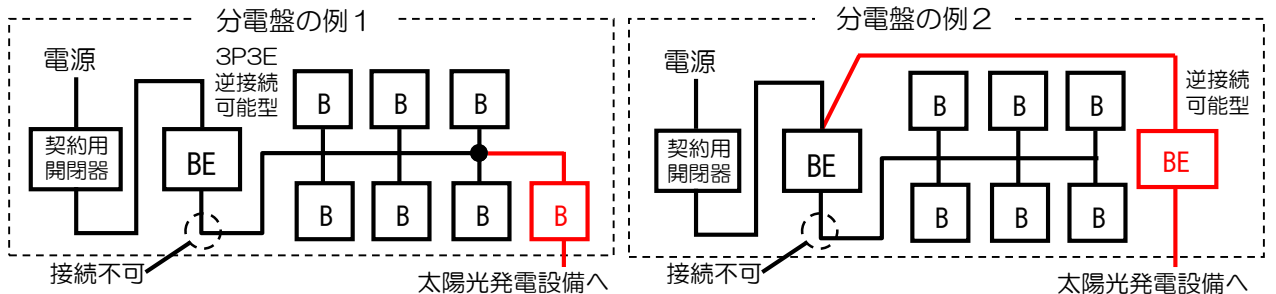 分電盤の例１
電源
3P3E
逆接続
可能型
契約用
開閉器
BE
B
B
B
B
B
B
B
接続不可
太陽光発電設備へ
分電盤の例２
電源
逆接続
可能型
契約用
開閉器
BE
B
B
B
B
B
B
BE
接続不可
太陽光発電設備へ